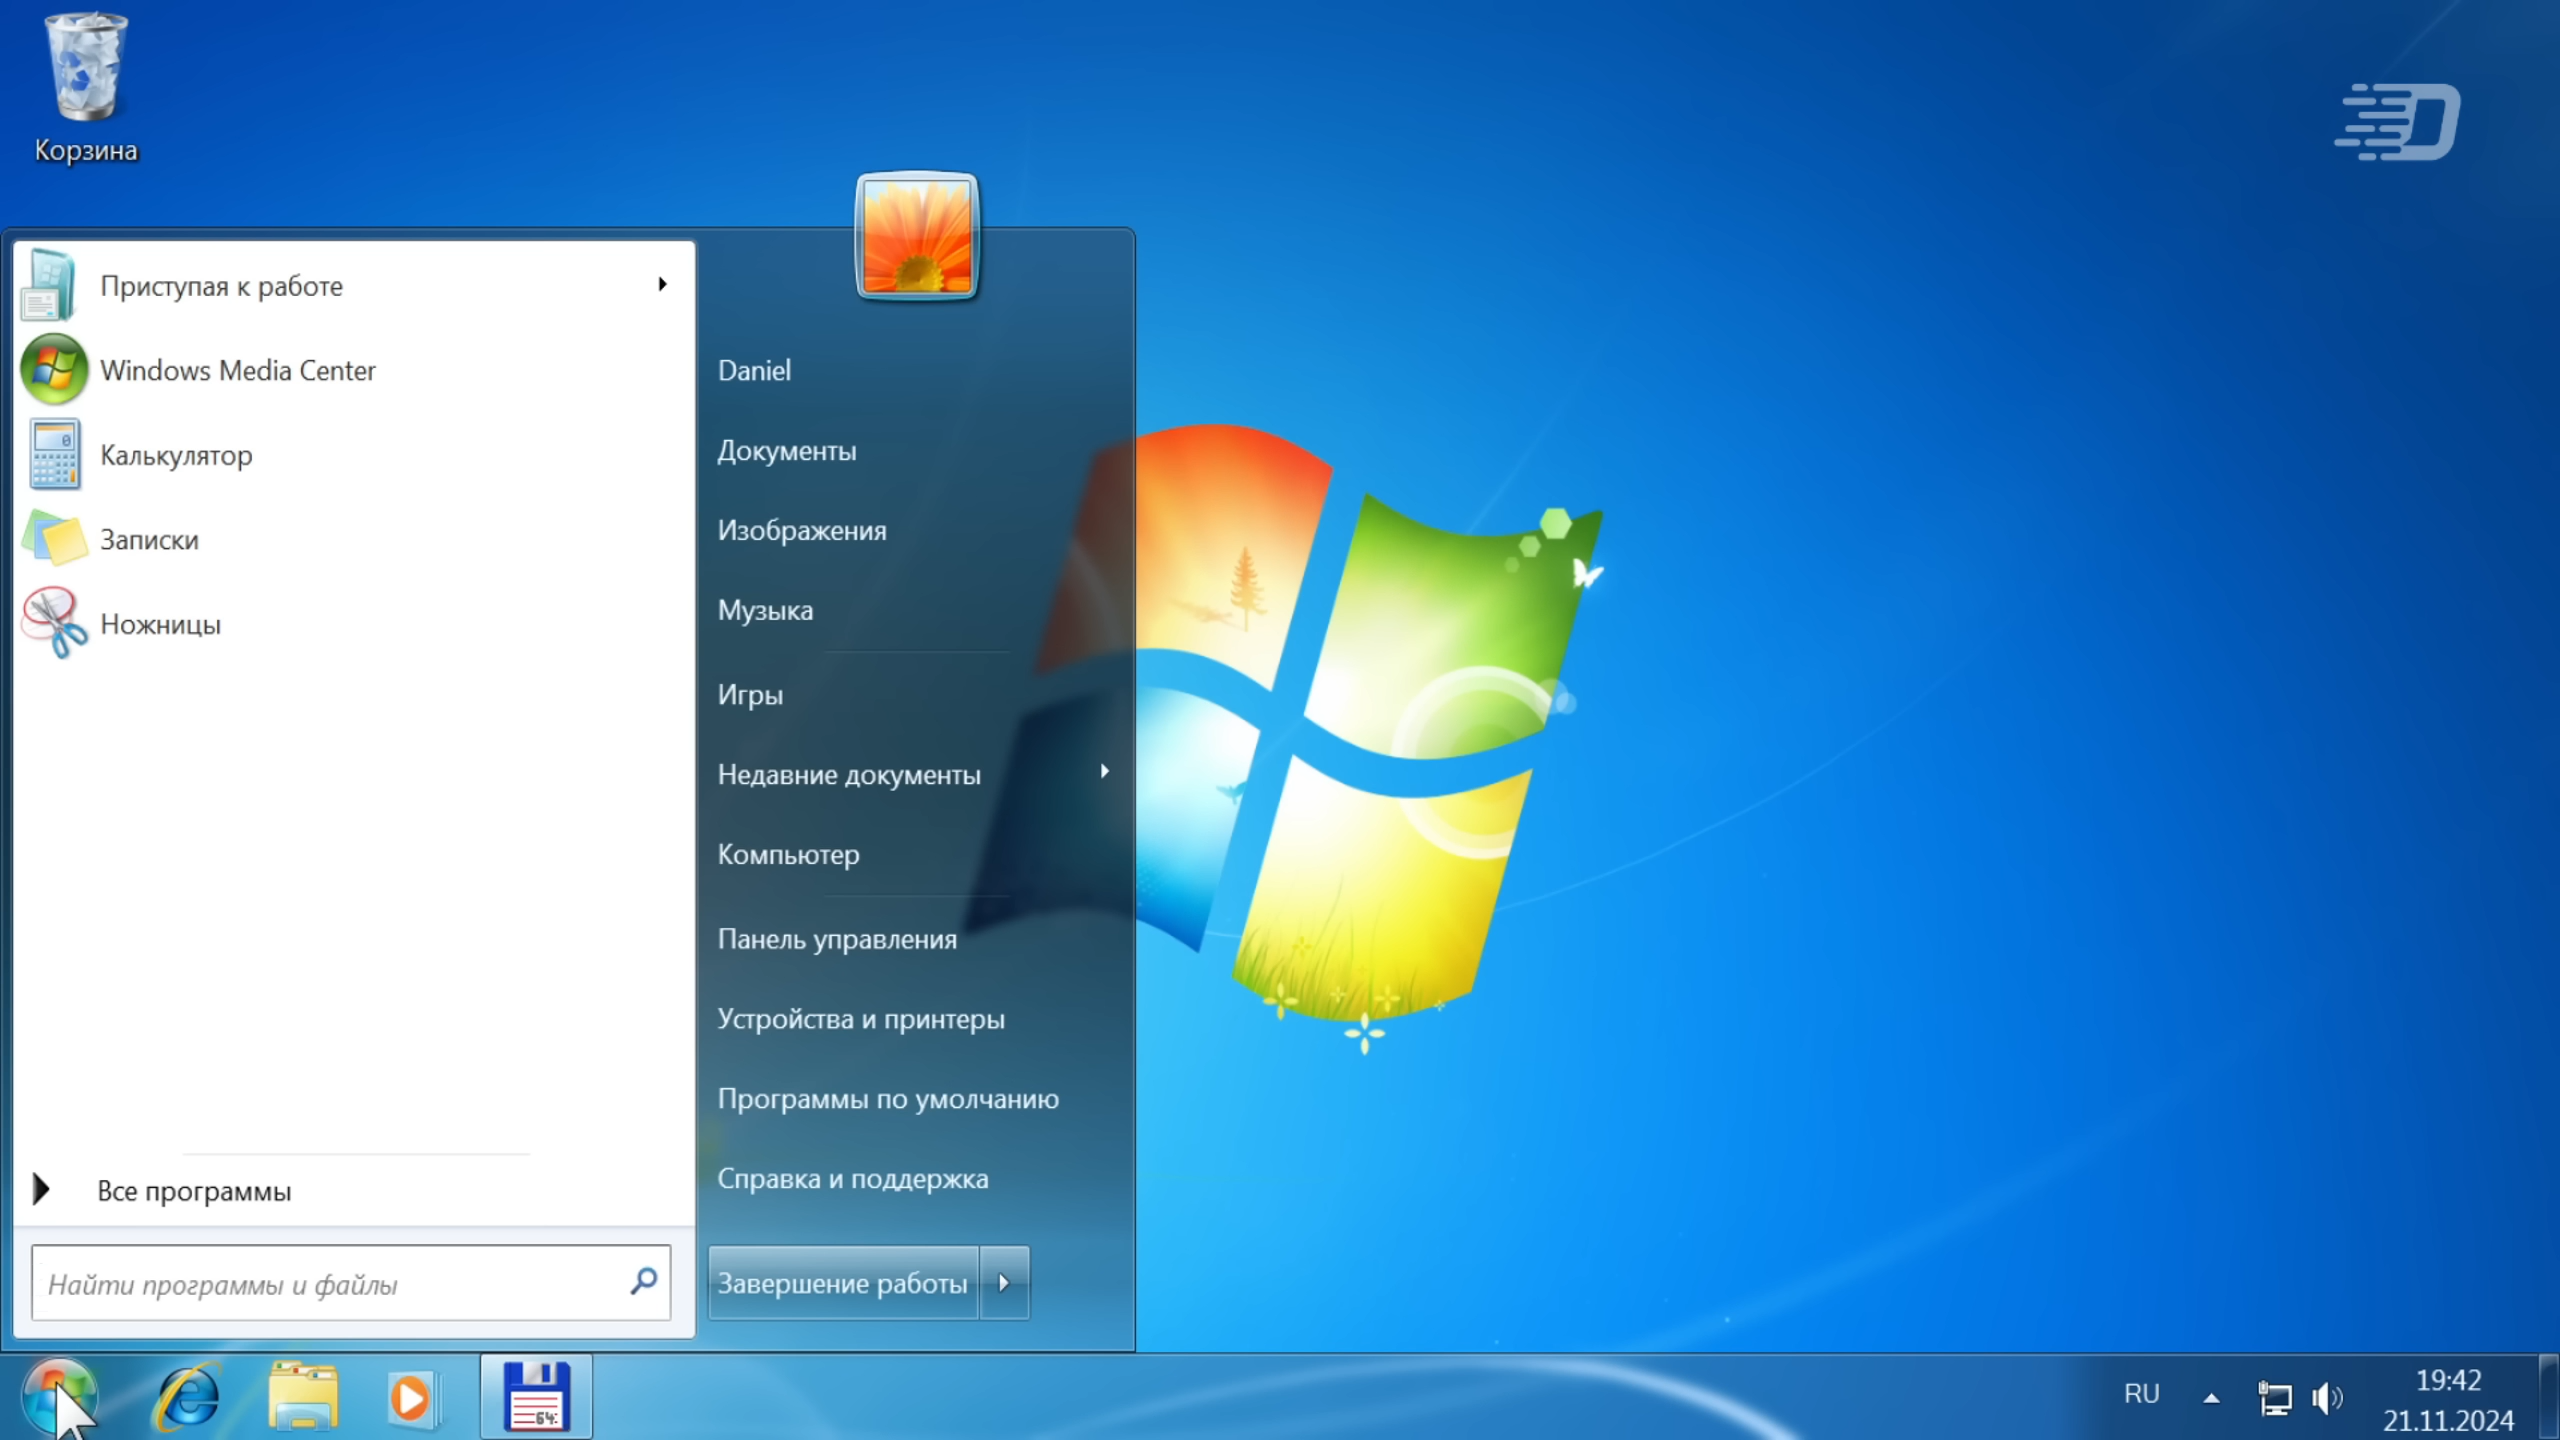 Корзина
Приступая к работе
Windows Media Center
Калькулятор
Записки
Ножницы
Все программы
Найти программы и файлы
Daniel
Документы
Изображения
Музыка
Игры
Недавние документы
Компьютер
Панель управления
Устройства и принтеры
Программы по умолчанию
Справка и поддержка
Завершение работы
64
RU
19:42
21.11.2024